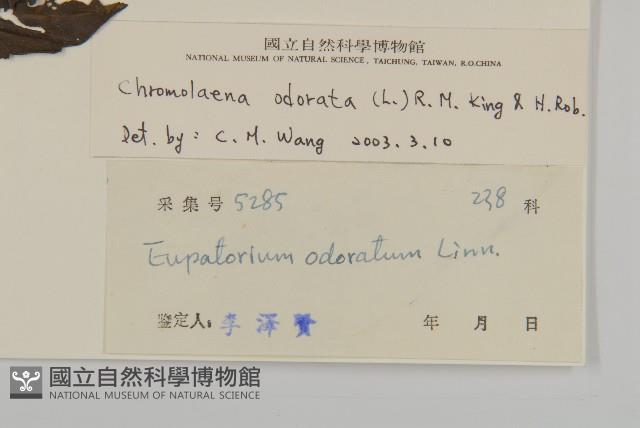 國立自然科學博物館
NATIONAL MUSEUM OF NATURAL SCIENCE, TAICHUNG, TAIWAN, R.O.CHINA
Chromolaena odorata (L.) R. M. King & H. Rob.
Det. by: C. M. Wang 2003. 3. 10
采集号 5285 238 科
Eupatorium odoratum Linn.
鉴定人: 李泽贤 年 月 日
國立自然科學博物館
NATIONAL MUSEUM OF NATURAL SCIENCE